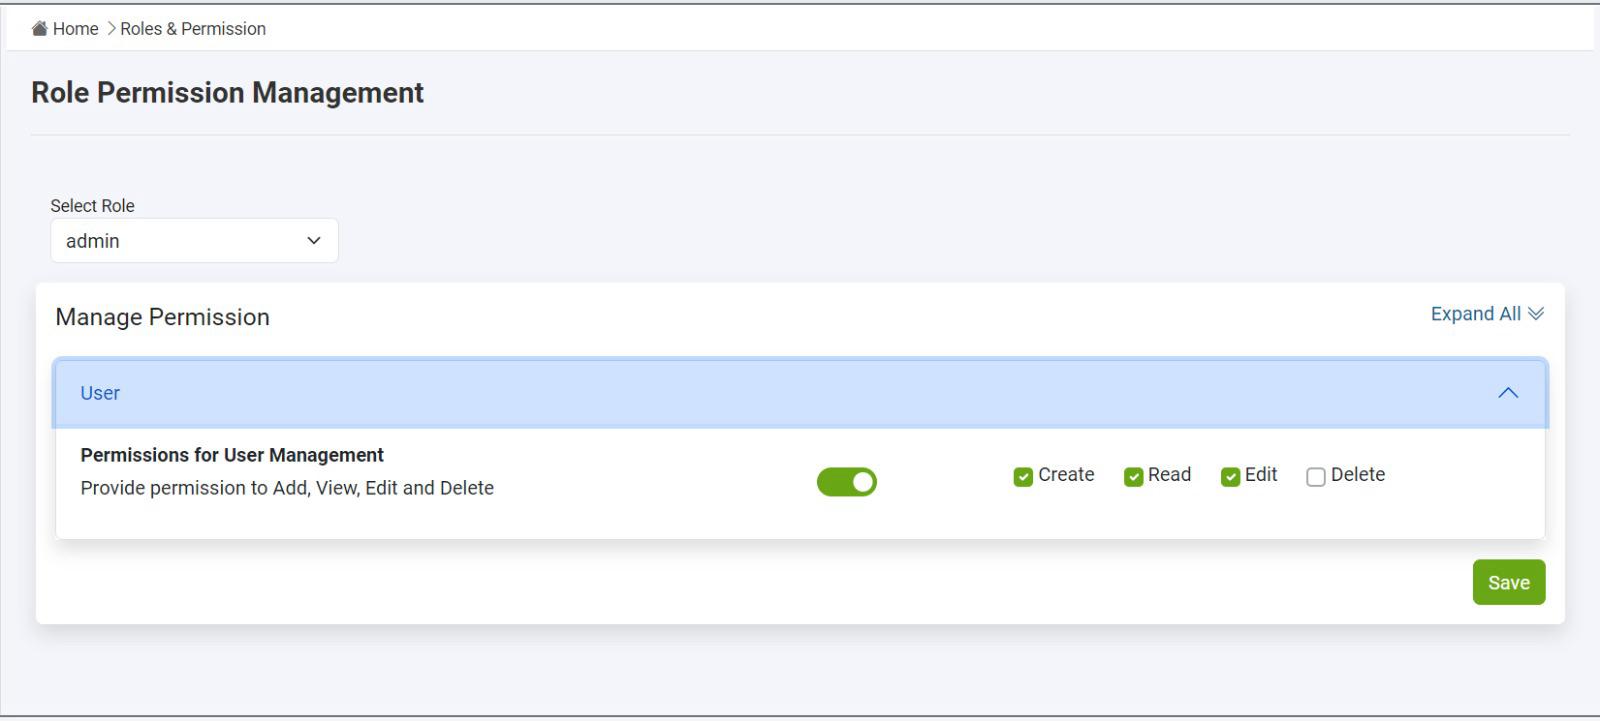 Home > Roles & Permission
Role Permission Management
Select Role
admin
Manage Permission
Expand All
User
Permissions for User Management
Provide permission to Add, View, Edit and Delete
Create Read Edit Delete
Save